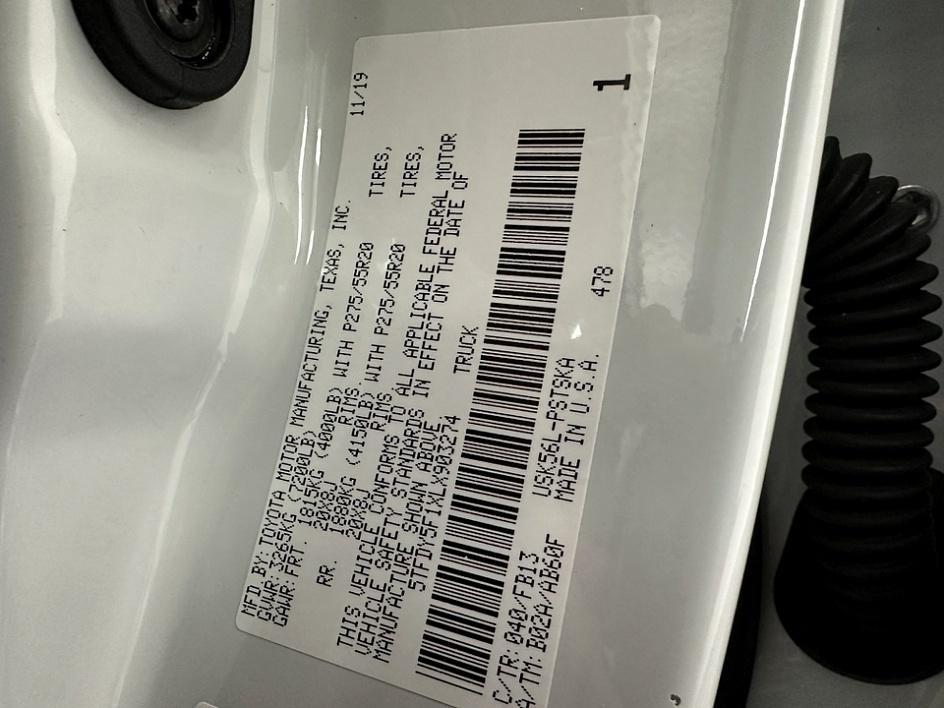 MFD BY:TOYOTA MOTOR MANUFACTURING, TEXAS, INC. 11/19
GVWR:3265KG (7200LB)
GAWR:FRT. 1815KG (4000LB) WITH P275/55R20 TIRES,
20X8J RIMS
RR. 1880KG (4150LB) WITH P275/55R20 TIRES,
20X8J RIMS.
THIS VEHICLE CONFORMS TO ALL APPLICABLE FEDERAL MOTOR
VEHICLE SAFETY STANDARDS IN EFFECT ON THE DATE OF
MANUFACTURE SHOWN ABOVE
5TFDY5F1XLX903274 TRUCK
C/TR: 040/FB13 USK56L-PSTSKA 478 1
A/TM: B02A/AB60F MADE IN U.S.A.